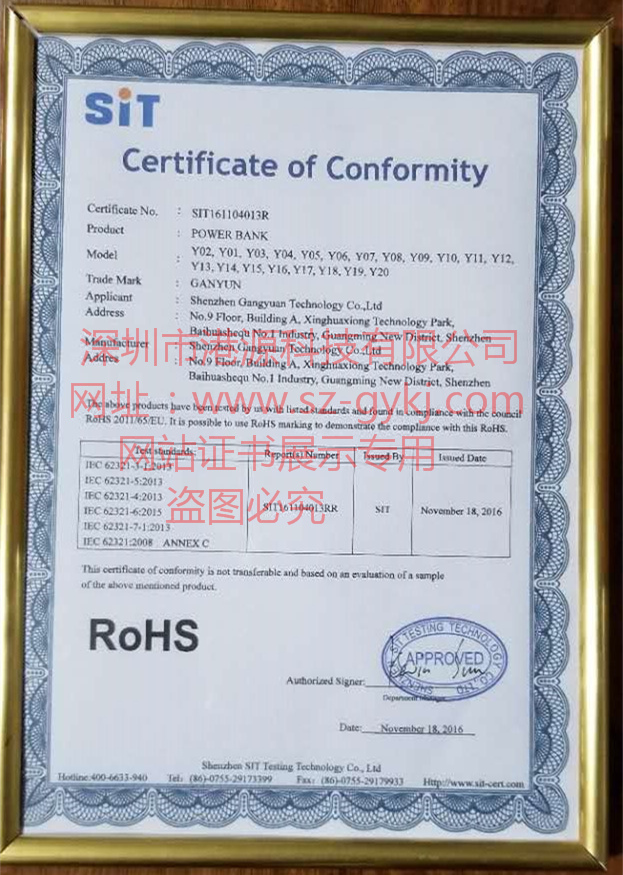 SiT
Certificate of Conformity
Certificate No. : SIT161104013R
Product : POWER BANK
Model : Y02, Y01, Y03, Y04, Y05, Y06, Y07, Y08, Y09, Y10, Y11, Y12,
Y13, Y14, Y15, Y16, Y17, Y18, Y19, Y20
Trade Mark : GANYUN
Applicant : Shenzhen Gangyuan Technology Co.,Ltd
Address : No.9 Floor, Building A, Xinghuaxiong Technology Park,
Baihuashequ No.1 Industry, Guangming New District, Shenzhen
深圳市港源科技有限公司
Manufacturer : Shenzhen Gangyuan Technology Co.,Ltd
Addres : No.9 Floor, Building A, Xinghuaxiong Technology Park,
Baihuashequ No.1 Industry, Guangming New District, Shenzhen
网址：www.sz-gykj.com
The above products have been tested by us with listed standards and found in compliance with the council
RoHS 2011/65/EU. It is possible to use RoHS marking to demonstrate the compliance with this RoHS.
网站证书展示专用
Test standards Report(s) Number Issued By Issued Date
IEC 62321-3-1:2013
IEC 62321-5:2013
IEC 62321-4:2013
盗图必究
IEC 62321-6:2015 SIT161104013RR SIT November 18, 2016
IEC 62321-7-1:2013
IEC 62321:2008 ANNEX C
This certificate of conformity is not transferable and based on an evaluation of a sample
of the above mentioned product.
RoHS
SIT TESTING TECHNOLOGY CO. LTD
SHENZHEN
APPROVED
Authorized Signer:
Department Manager
Date: November 18, 2016
Shenzhen SIT Testing Technology Co., Ltd
Hotline:400-6633-940 Tel: (86)-0755-29173399 Fax: (86)-0755-29179933 Http://www.sit-cert.com